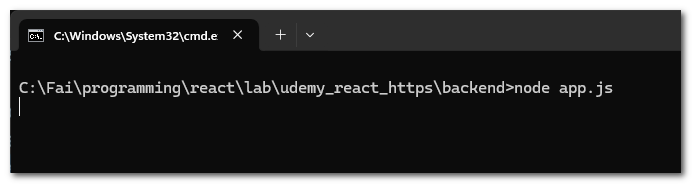 C:\Windows\System32\cmd.e
C:\Fai\programming\react\lab\udemy_react_https\backend>node app.js